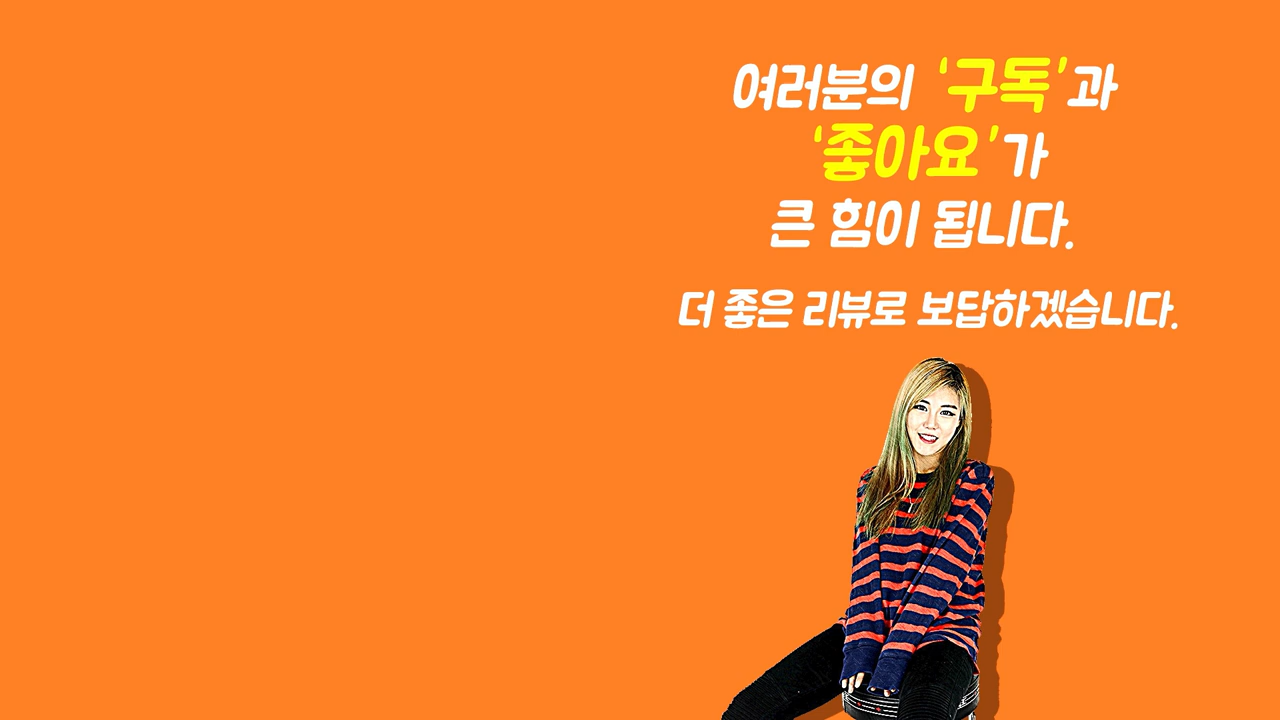 여러분의 '구독'과
'좋아요'가
큰 힘이 됩니다.
더 좋은 리뷰로 보답하겠습니다.